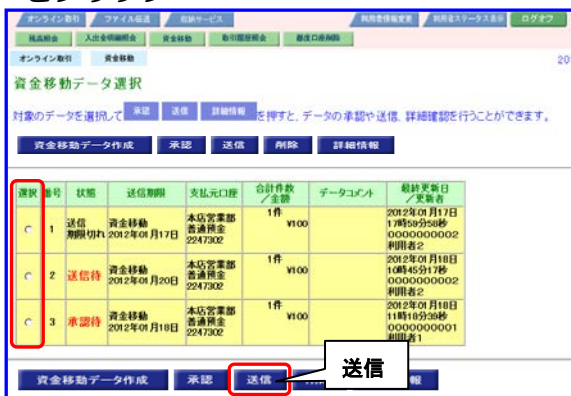 オンライン取引 ファイル伝送 収納サービス 利用者情報変更 利用者ステータス表示 ログオフ
残高照会 入出金明細照会 資金移動 取引履歴照会 都度口座削除
オンライン取引 資金移動 20
資金移動データ選択
対象のデータを選択して 承認 送信 詳細情報 を押すと、データの承認や送信、詳細確認を行うことができます。
資金移動データ作成 承認 送信 削除 詳細情報
選択 番号 状態 送信期限 支払元口座 合計件数／金額 データコメント 最終更新日／更新者
1 送信期限切れ 資金移動 2012年01月17日 本店営業部 普通預金 2247302 1件 ¥100 2012年01月17日 17時59分58秒 0000000002 利用者2
2 送信待 資金移動 2012年01月20日 本店営業部 普通預金 2247302 1件 ¥100 2012年01月18日 10時45分17秒 0000000002 利用者2
3 承認待 資金移動 2012年01月18日 本店営業部 普通預金 2247302 1件 ¥100 2012年01月18日 11時18分39秒 0000000001 利用者1
送信
資金移動データ作成 承認 送信 報